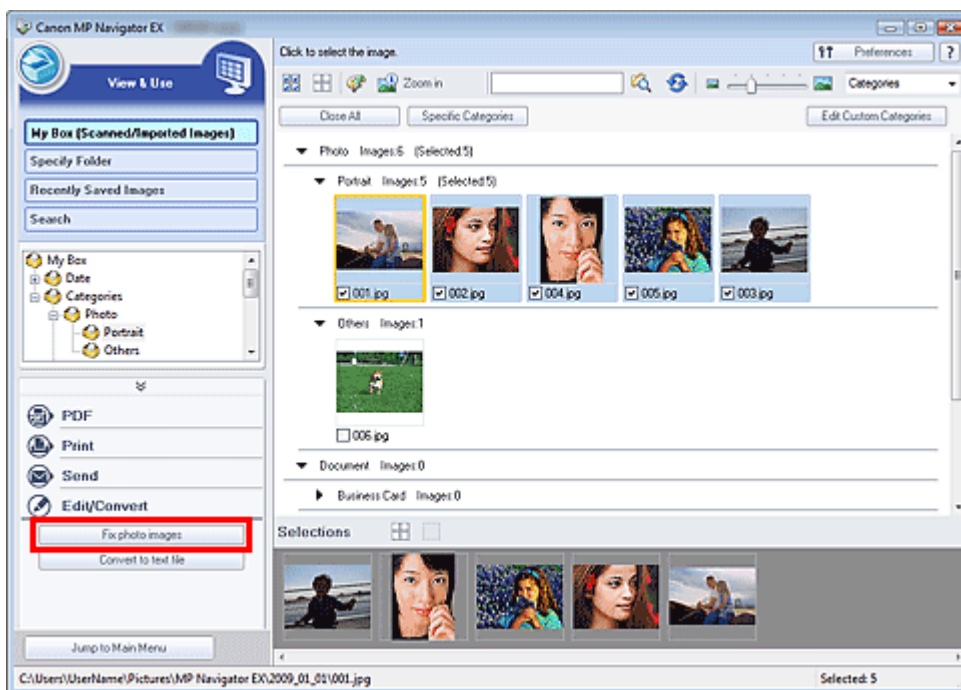 Canon MP Navigator EX
View & Use
My Box (Scanned/Imported Images)
Specify Folder
Recently Saved Images
Search
My Box
Date
Categories
Photo
Portrait
Others
PDF
Print
Send
Edit/Convert
Fix photo images
Convert to text file
Jump to Main Menu
Click to select the image.
Preferences ?
Zoom in
Categories
Close All Specific Categories Edit Custom Categories
Photo Images:6 (Selected:5)
Portrait Images:5 (Selected:5)
001.jpg 002.jpg 004.jpg 005.jpg 003.jpg
Others Images:1
006.jpg
Document Images:0
Business Card Images:0
Selections
C:\Users\UserName\Pictures\MP Navigator EX\2009_01_01\001.jpg Selected: 5